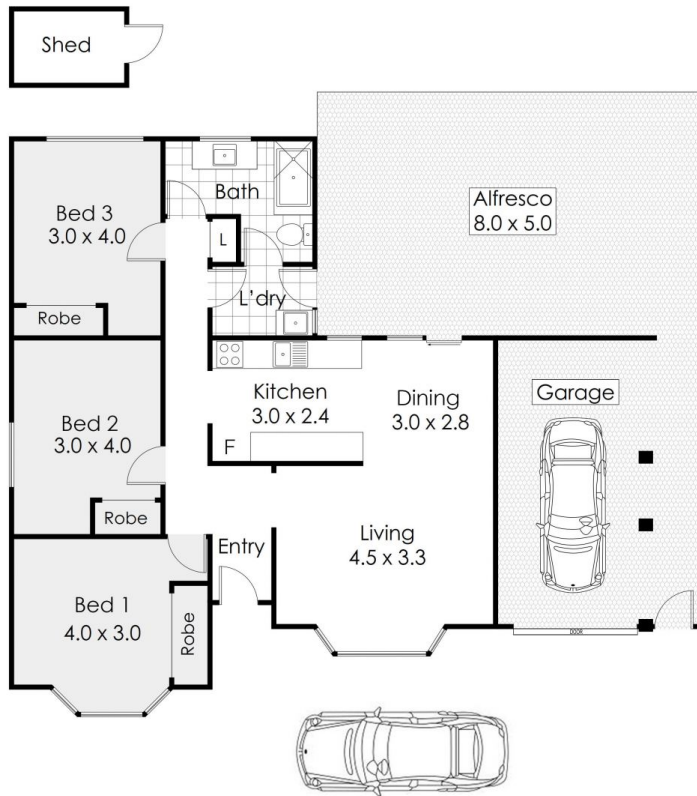 Shed
Bed 3
3.0 x 4.0
Robe
Bath
L
L'dry
Alfresco
8.0 x 5.0
Bed 2
3.0 x 4.0
Robe
Kitchen
3.0 x 2.4
F
Dining
3.0 x 2.8
Garage
Entry
Living
4.5 x 3.3
Bed 1
4.0 x 3.0
Robe
DOOR